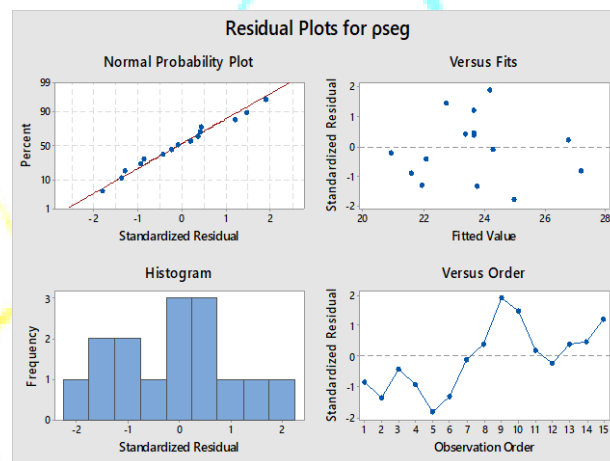 Residual Plots for ρseg
Normal Probability Plot
Percent
99
90
50
10
1
-2 -1 0 1 2
Standardized Residual
Versus Fits
Standardized Residual
2
1
0
-1
-2
20 22 24 26 28
Fitted Value
Histogram
Frequency
3
2
1
0
-2 -1 0 1 2
Standardized Residual
Versus Order
Standardized Residual
2
1
0
-1
-2
1 2 3 4 5 6 7 8 9 10 11 12 13 14 15
Observation Order